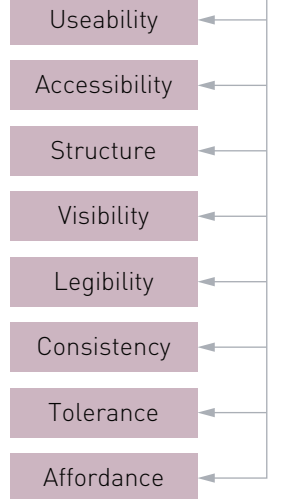 Useability
Accessibility
Structure
Visibility
Legibility
Consistency
Tolerance
Affordance